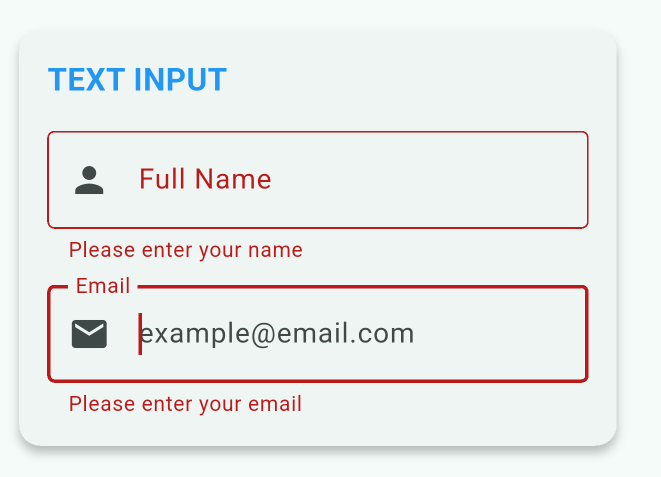 TEXT INPUT
Full Name
Please enter your name
Email
example@email.com
Please enter your email